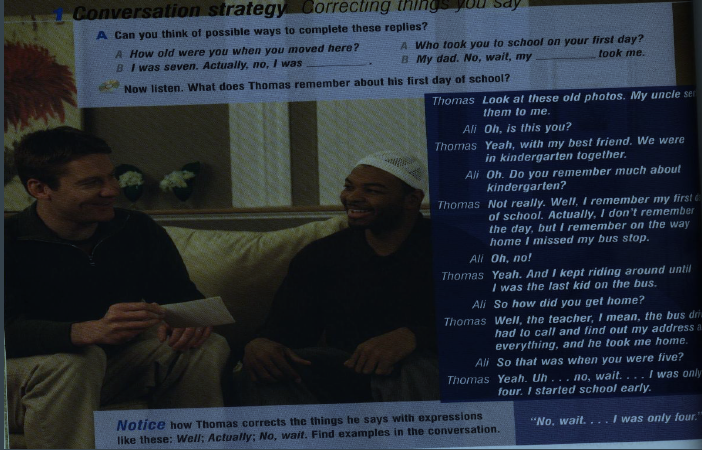 1 Conversation strategy Correcting things you say
A Can you think of possible ways to complete these replies?
A How old were you when you moved here?
B I was seven. Actually, no, I was ________.
A Who took you to school on your first day?
B My dad. No, wait, my ________ took me.
Now listen. What does Thomas remember about his first day of school?
Thomas Look at these old photos. My uncle
them to me.
Ali Oh, is this you?
Thomas Yeah, with my best friend. We were
in kindergarten together.
Ali Oh. Do you remember much about
kindergarten?
Thomas Not really. Well, I remember my first
of school. Actually, I don't remember
the day, but I remember on the way
home I missed my bus stop.
Ali Oh, no!
Thomas Yeah. And I kept riding around until
I was the last kid on the bus.
Ali So how did you get home?
Thomas Well, the teacher, I mean, the bus
had to call and find out my address
everything, and he took me home.
Ali So that was when you were five?
Thomas Yeah. Uh . . . no, wait. . . . I was only
four. I started school early.
Notice how Thomas corrects the things he says with expressions
like these: Well; Actually; No, wait. Find examples in the conversation.
"No, wait. . . . I was only four."